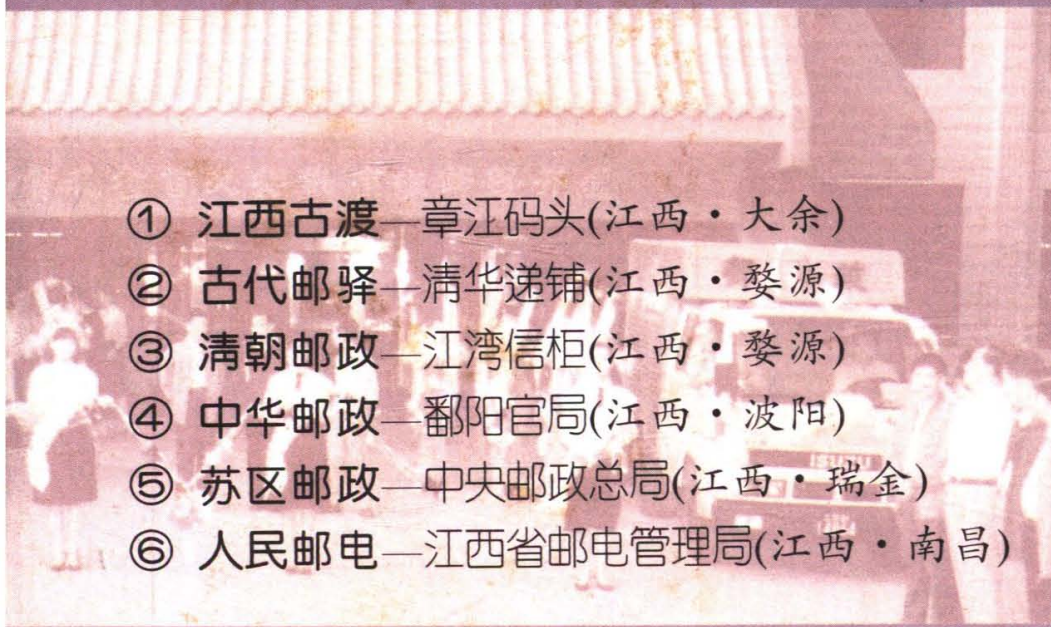 ① 江西古渡—章江码头(江西·大余)
② 古代邮驿—清华递铺(江西·婺源)
③ 清朝邮政—江湾信柜(江西·婺源)
④ 中华邮政—鄱阳官局(江西·波阳)
⑤ 苏区邮政—中央邮政总局(江西·瑞金)
⑥ 人民邮电—江西省邮电管理局(江西·南昌)
ISUZU